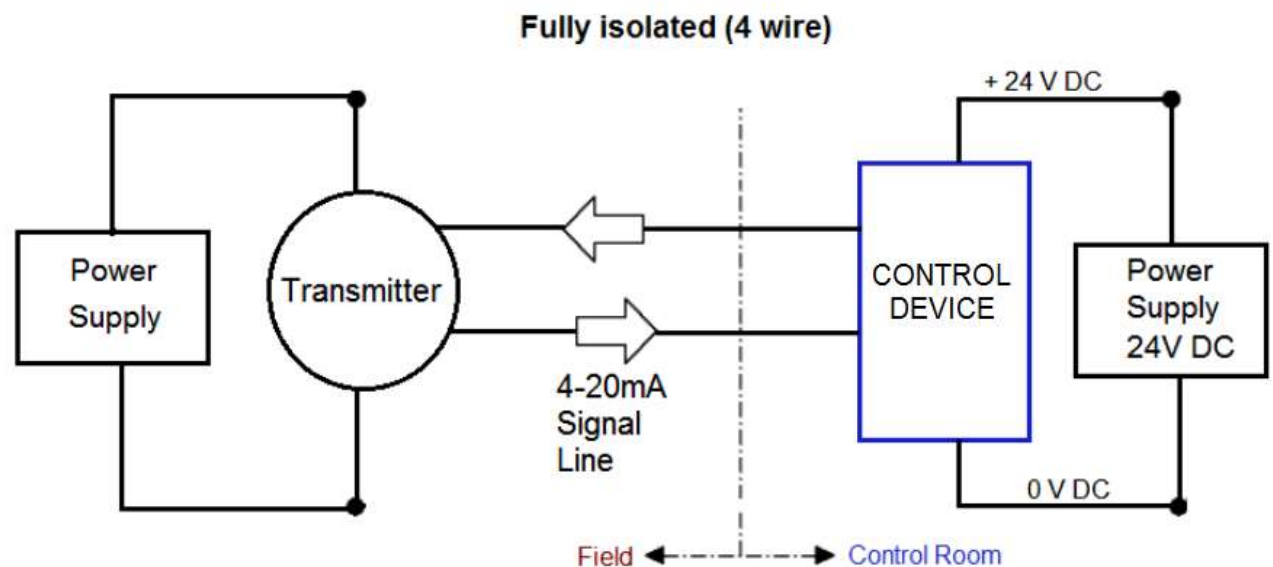 Fully isolated (4 wire)
+ 24 V DC
Power
Supply
Transmitter
4-20mA
Signal
Line
CONTROL
DEVICE
Power
Supply
24V DC
0 V DC
Field
Control Room